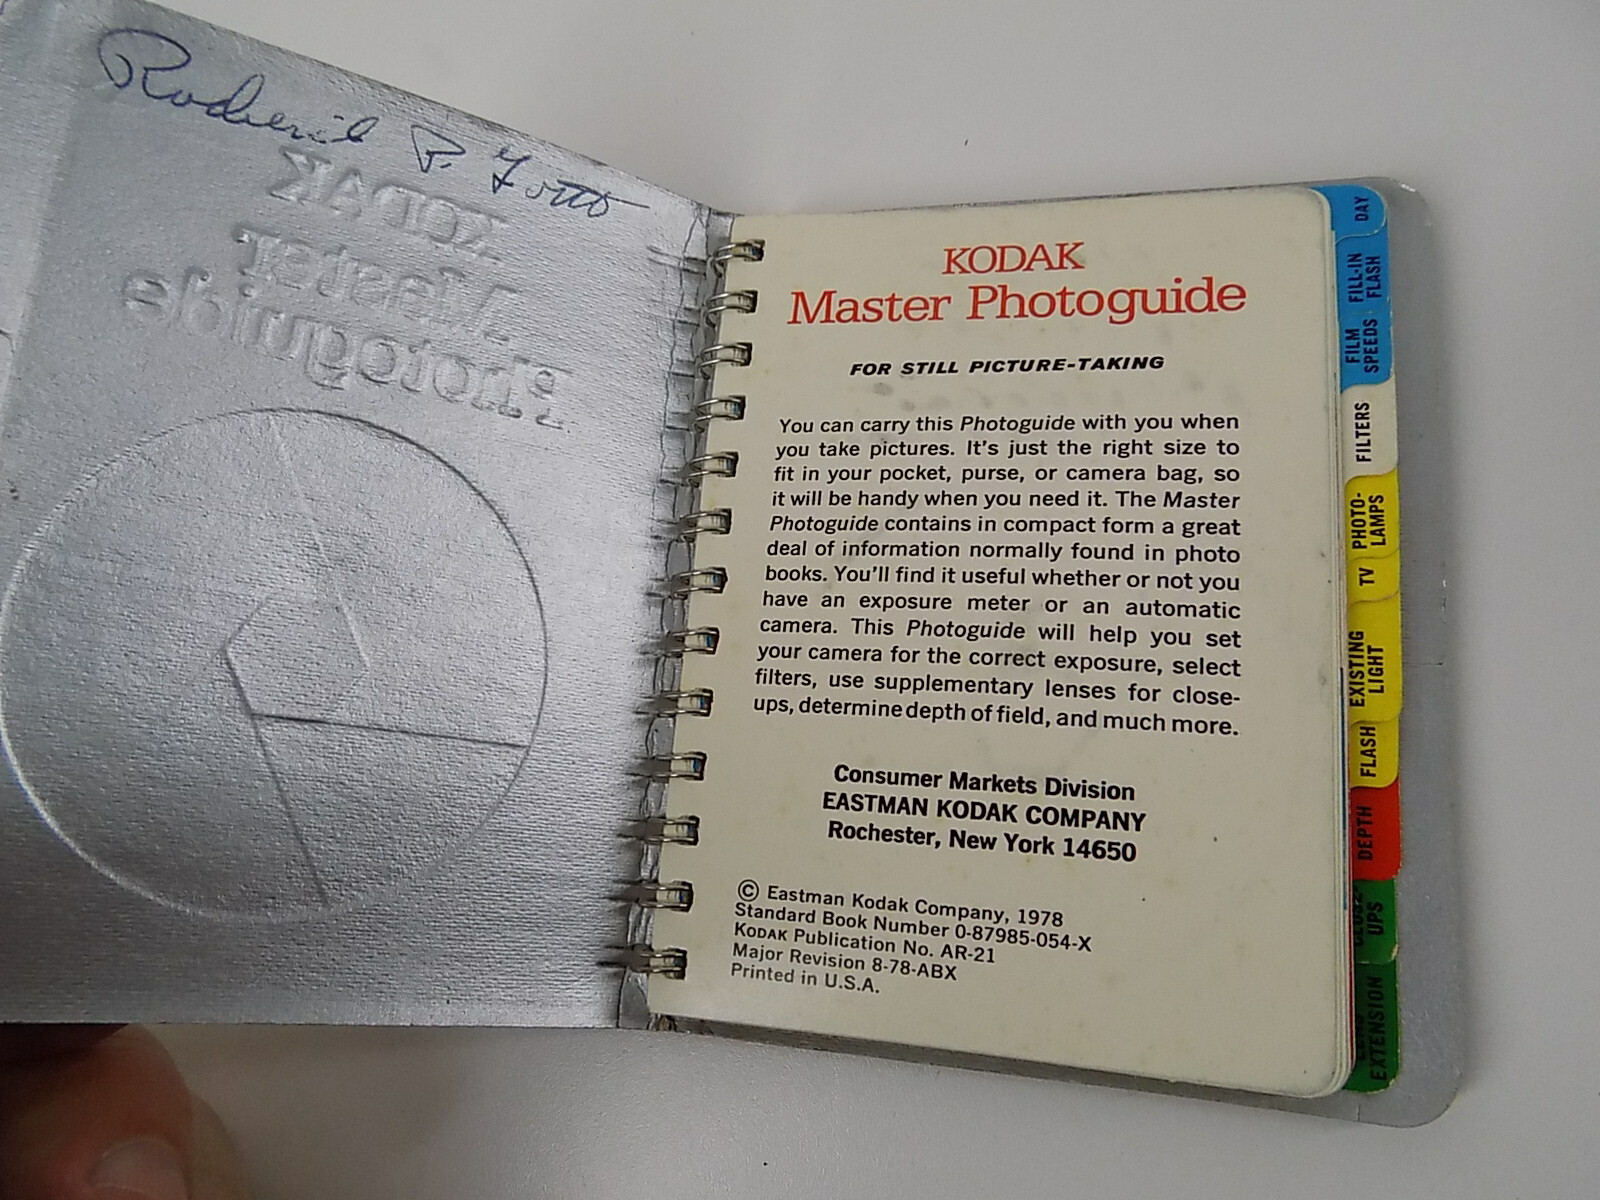 Roderick P.
KODAK
Master
Photoguide
KODAK
Master Photoguide
FOR STILL PICTURE-TAKING
You can carry this Photoguide with you when
you take pictures. It's just the right size to
fit in your pocket, purse, or camera bag, so
it will be handy when you need it. The Master
Photoguide contains in compact form a great
deal of information normally found in photo
books. You'll find it useful whether or not you
have an exposure meter or an automatic
camera. This Photoguide will help you set
your camera for the correct exposure, select
filters, use supplementary lenses for close-
ups, determine depth of field, and much more.
Consumer Markets Division
EASTMAN KODAK COMPANY
Rochester, New York 14650
© Eastman Kodak Company, 1978
Standard Book Number 0-87985-054-X
KODAK Publication No. AR-21
Major Revision 8-78-ABX
Printed in U.S.A.
DAY
FILL-IN
FLASH
FILM
SPEEDS
FILTERS
PHOTO-
LAMPS
TV
EXISTING
LIGHT
FLASH
DEPTH
CLOSE-
UPS
LENS
EXTENSION